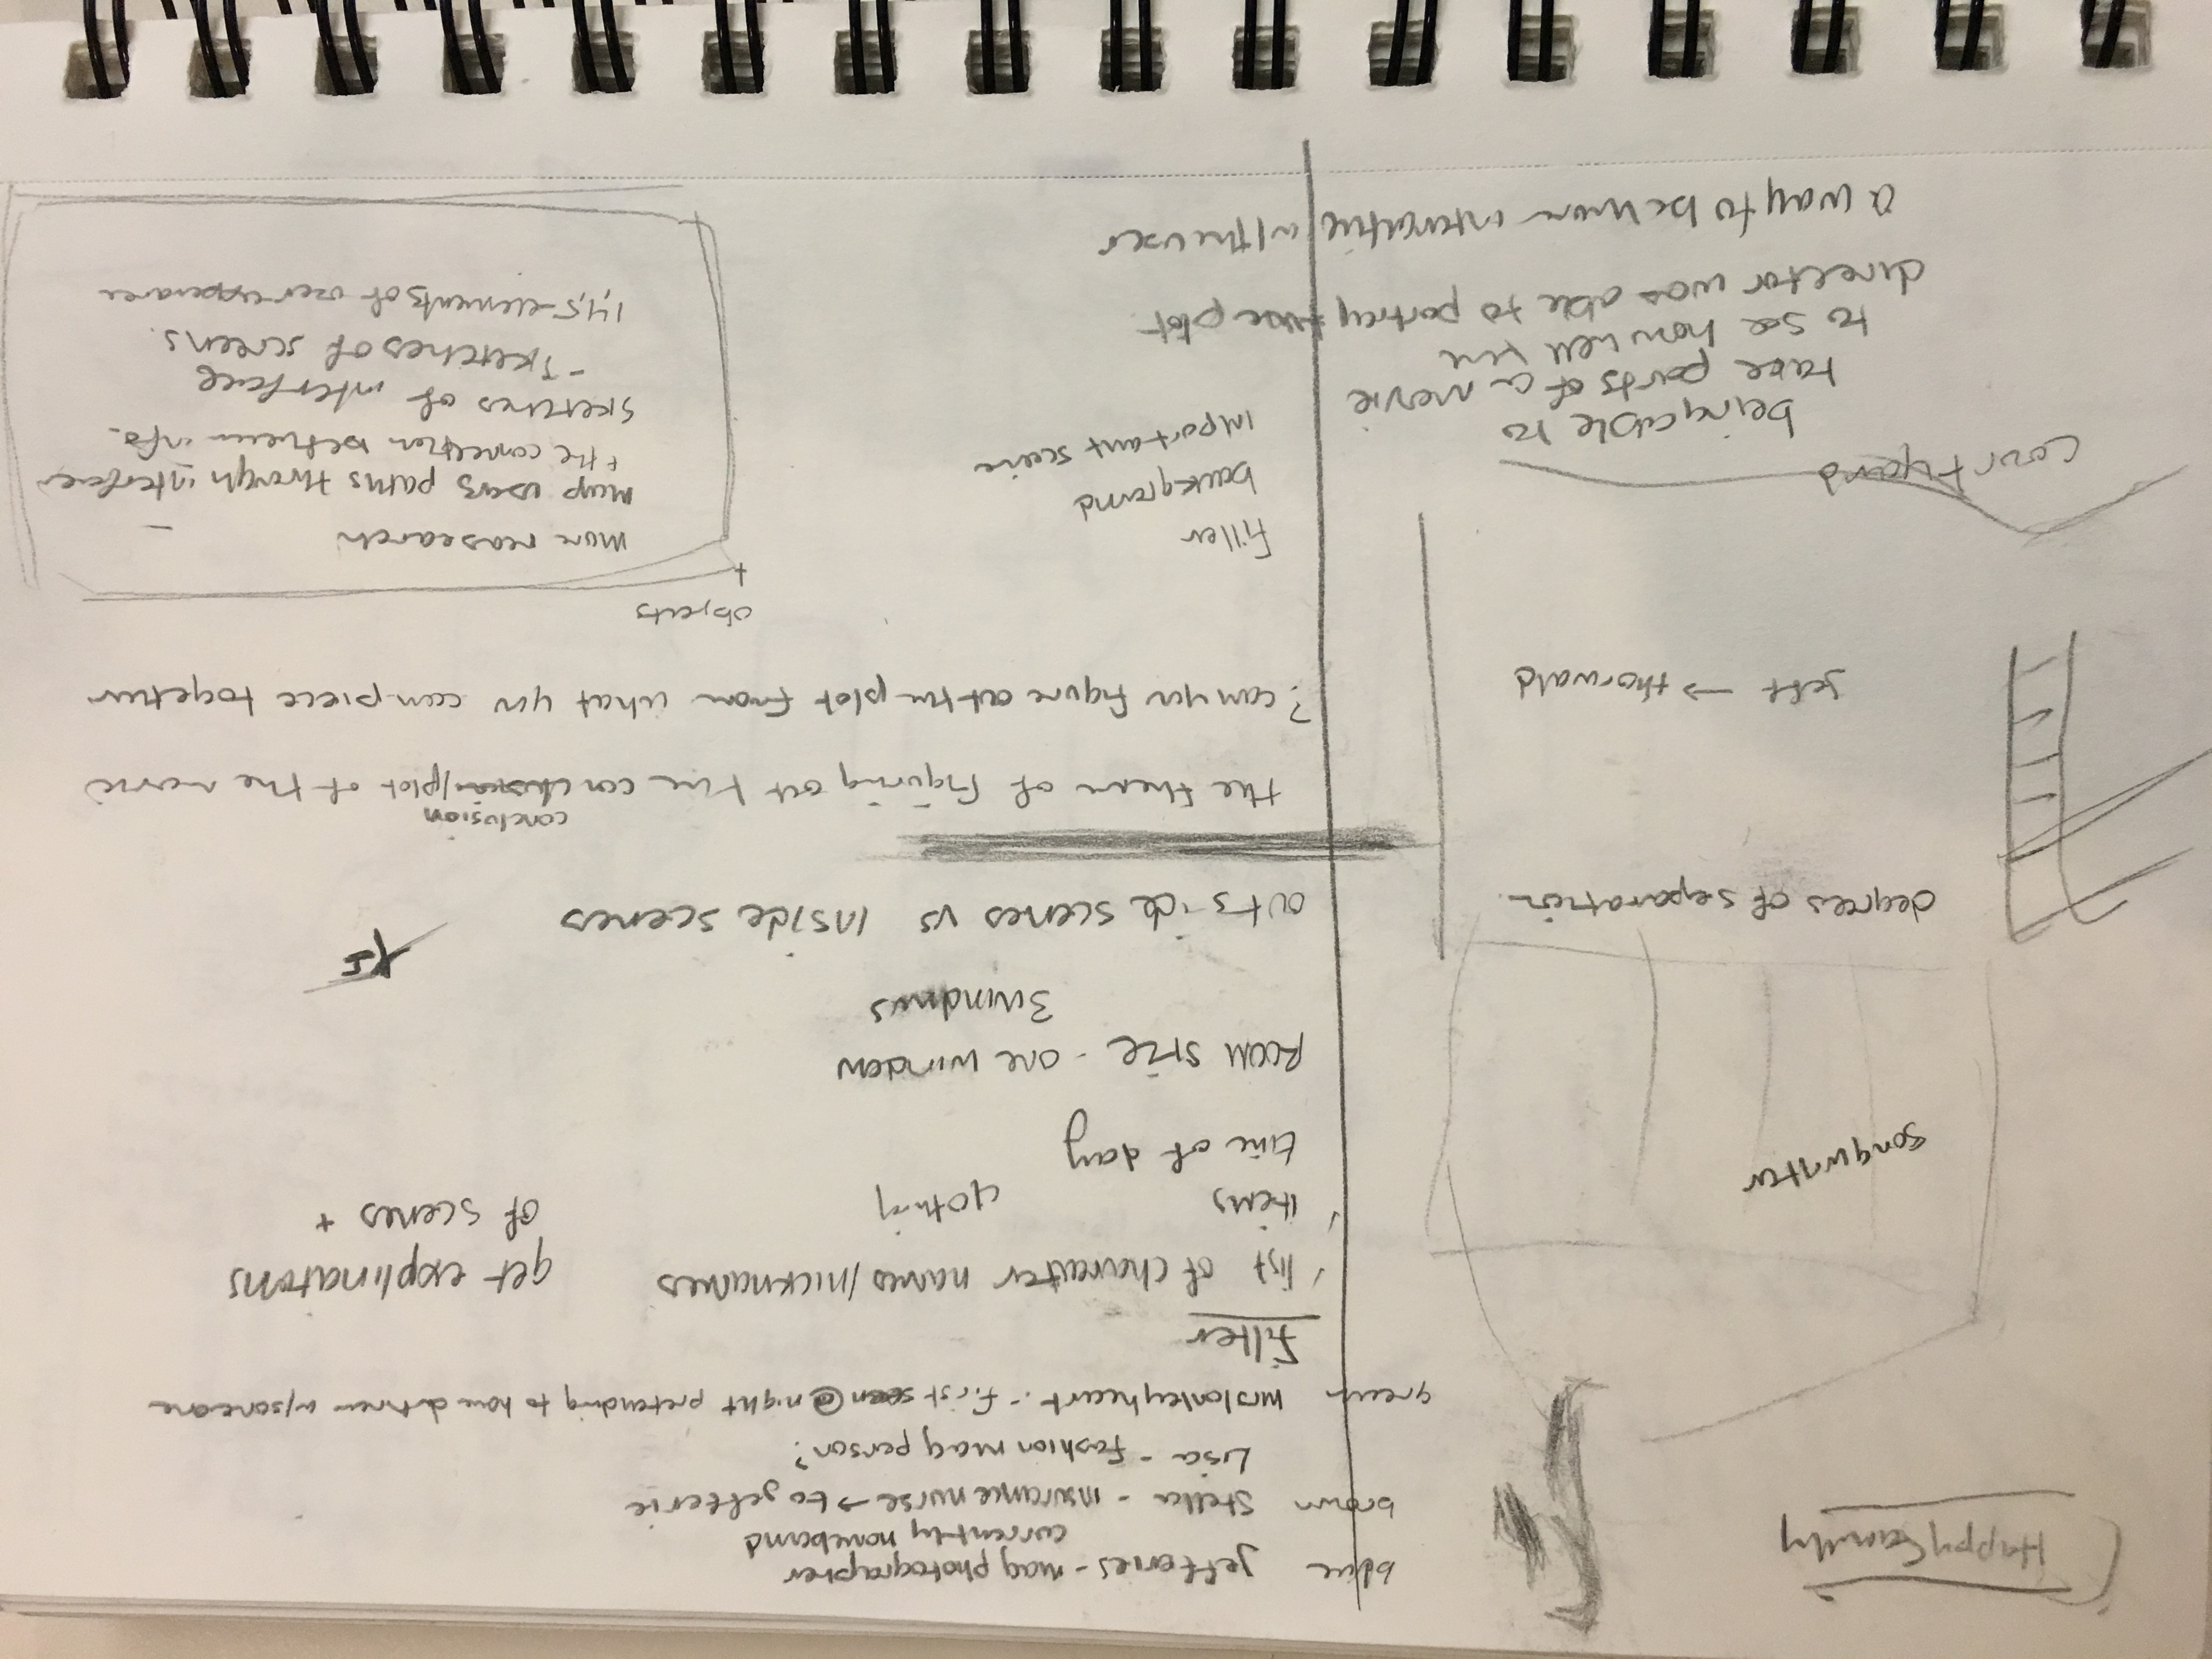 Happy Family
songwriter
degrees of separation.
Jeff → thorwald
courtyard
being able to
take parts of a movie
to see how well the
director was able to portray the plot
a way to be more interactive w/the user
blue Jefferies - mag photographer
currently homebound
brown Stella - insurance nurse → to Jefferie
Lisa - Fashion mag person?
green mrs lonleyheart. - first seen @ night pretending to have dinner w/someone
Filter
✓ list of character names/nicknames
✓ items clothing
time of day
get explinations
of scenes +
Room size - one window
3 windows
outside scenes vs inside scenes
conclusion
the theme of figuring out the /plot of the movie
? can you figure out the plot from what you can piece together
Filler
background
important scene
objects
more reasearch
map users paths through interface
+ the connection between info.
sketches of interface
- sketches of screens.
1,4,5-elements of user experience